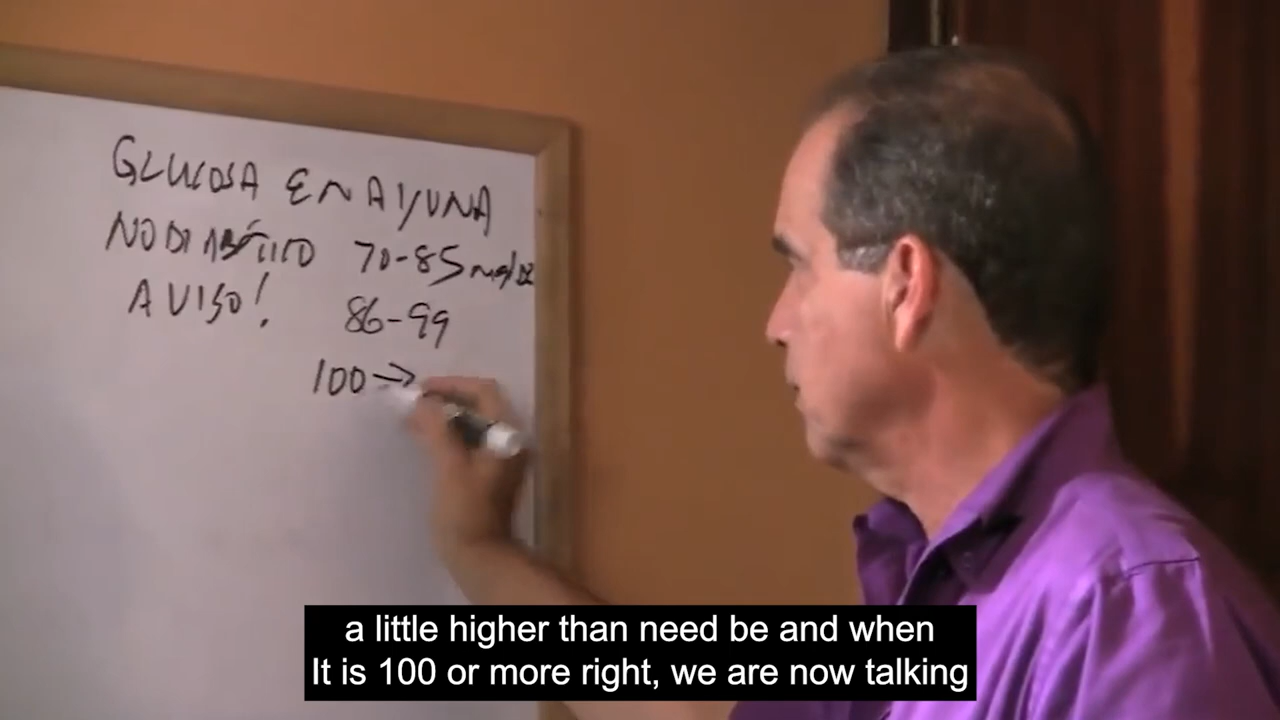 GLUCOSA EN AYUNA
NO DIABÉTICO 70-85 mg/DL
AVISO! 86-99
100→
a little higher than need be and when
It is 100 or more right, we are now talking